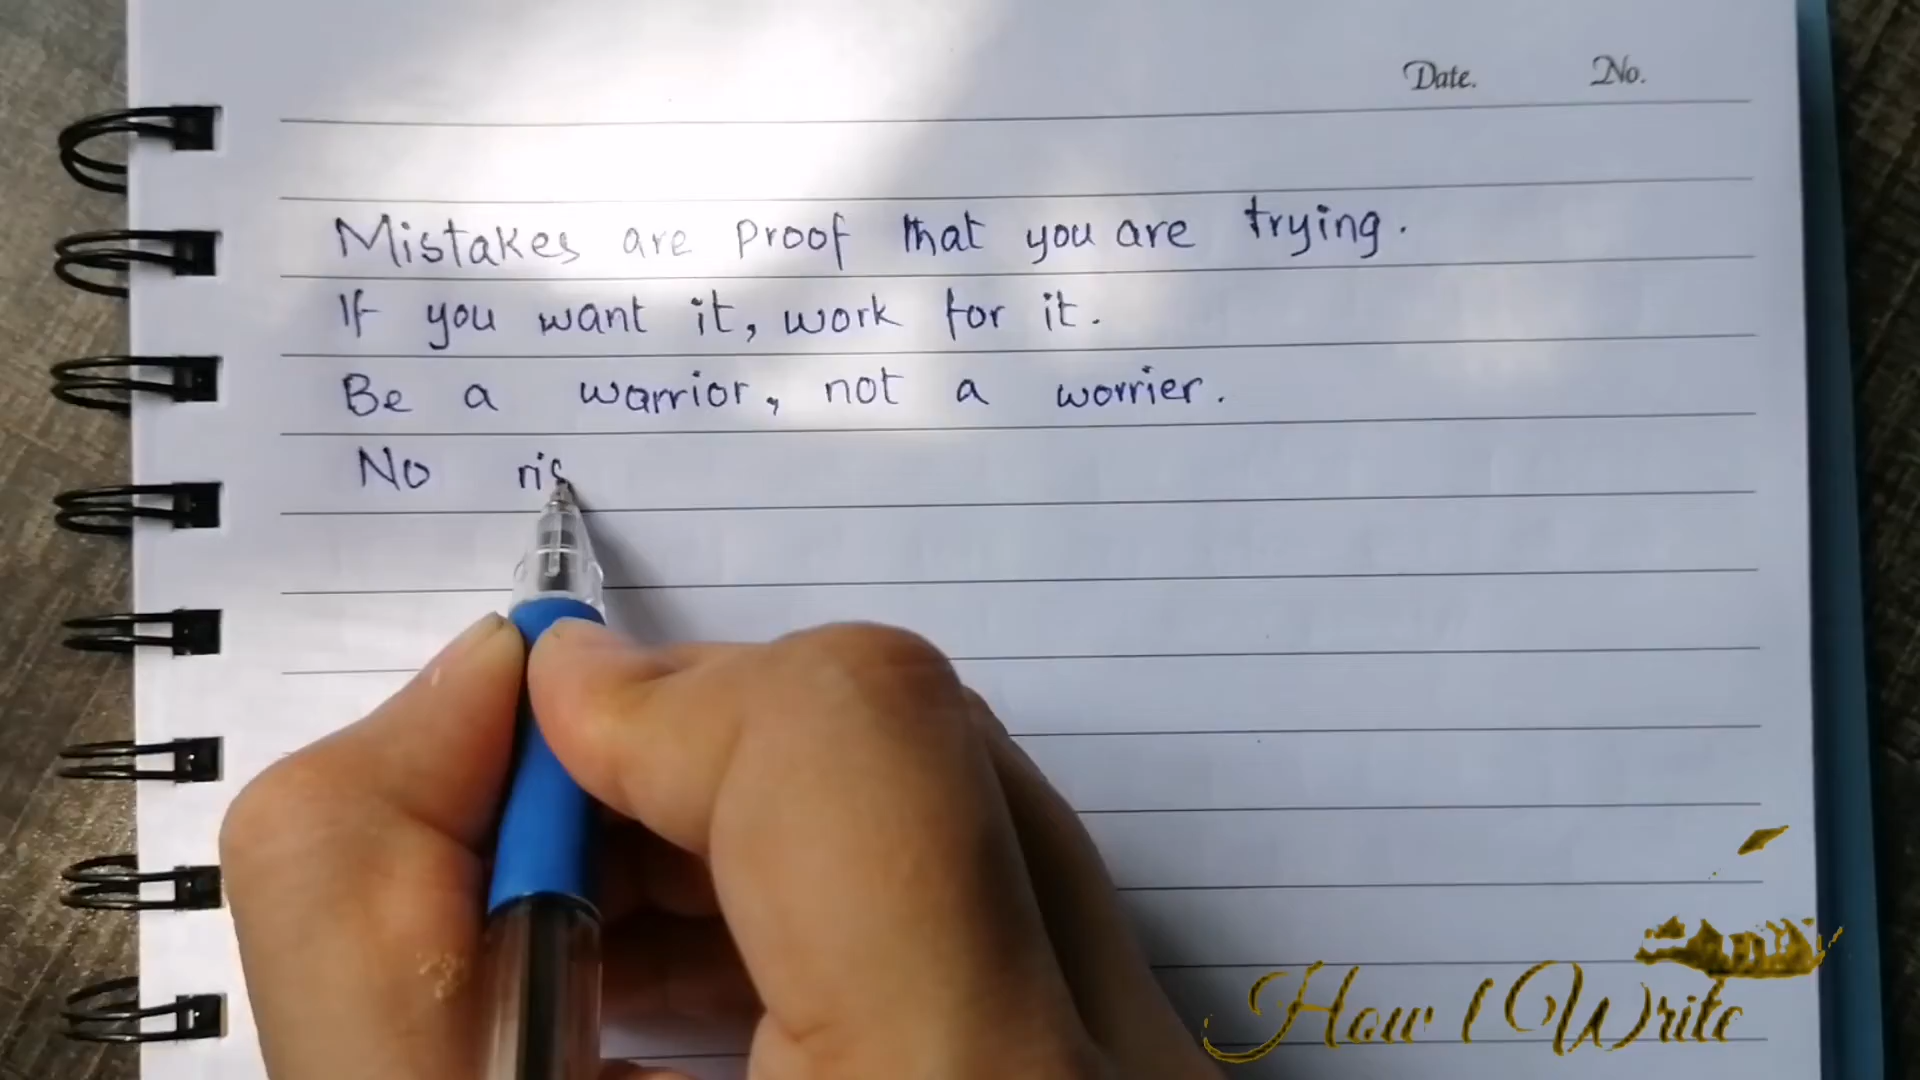 Date. No.
Mistakes are proof that you are trying.
If you want it, work for it.
Be a warrior, not a worrier.
No ris
How I Write